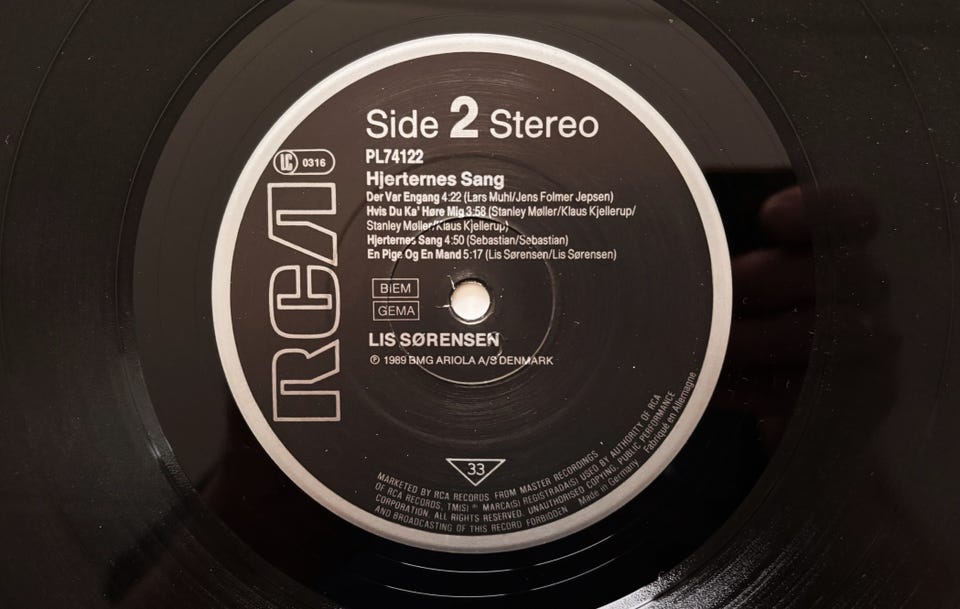 Side 2 Stereo
PL74122
LC 0316
Hjerternes Sang
Der Var Engang 4:22 (Lars Muhl/Jens Folmer Jepsen)
Hvis Du Ka' Høre Mig 3:58 (Stanley Møller/Klaus Kjellerup/
Stanley Møller/Klaus Kjellerup)
Hjerternes Sang 4:50 (Sebastian/Sebastian)
En Pige Og En Mand 5:17 (Lis Sørensen/Lis Sørensen)
RCA
BIEM
GEMA
LIS SØRENSEN
℗ 1989 BMG ARIOLA A/S DENMARK
33
MARKETED BY RCA RECORDS. FROM MASTER RECORDINGS
OF RCA RECORDS, TM(S) ® MARCA(S) REGISTRADA(S) USED BY AUTHORITY OF RCA
CORPORATION. ALL RIGHTS RESERVED. UNAUTHORISED COPYING, PUBLIC PERFORMANCE
AND BROADCASTING OF THIS RECORD FORBIDDEN Made in Germany Fabriqué en Allemagne